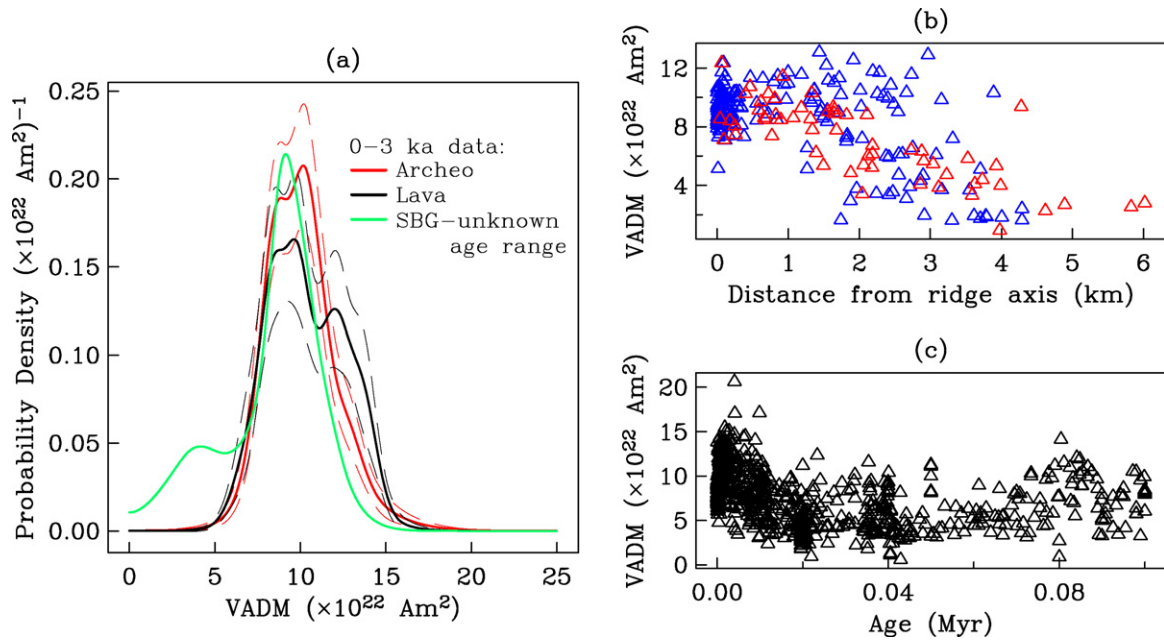 (a)
Probability Density (×10²² Am²)⁻¹
0.25
0.20
0.15
0.10
0.05
0.00
0−3 ka data:
Archeo
Lava
SBG−unknown
age range
0 5 10 15 20 25
VADM (×10²² Am²)
(b)
VADM (×10²² Am²)
12
8
4
0 1 2 3 4 5 6
Distance from ridge axis (km)
(c)
VADM (×10²² Am²)
20
15
10
5
0
0.00 0.04 0.08
Age (Myr)